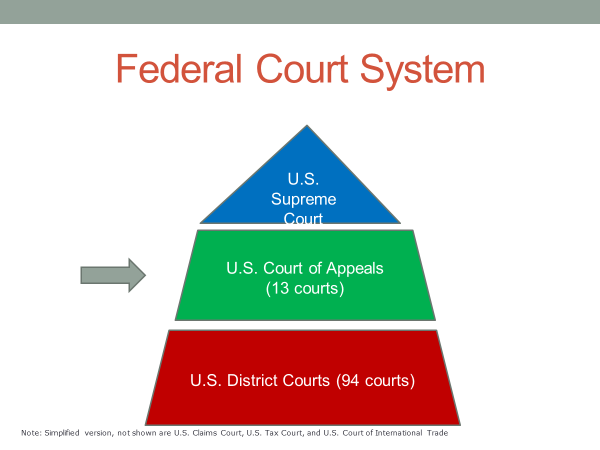 Federal Court System
U.S.
Supreme
Court
U.S. Court of Appeals
(13 courts)
U.S. District Courts (94 courts)
Note: Simplified version, not shown are U.S. Claims Court, U.S. Tax Court, and U.S. Court of International Trade